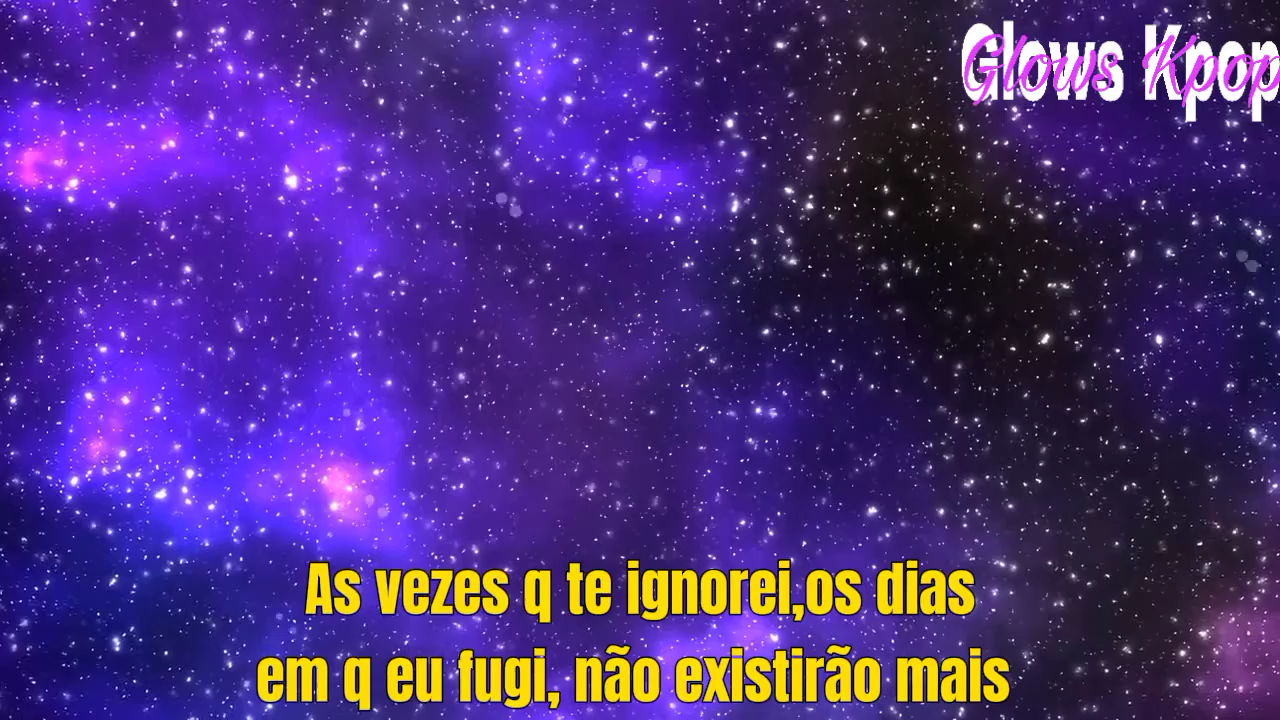 Glows Kpop
As vezes q te ignorei,os dias
em q eu fugi, não existirão mais